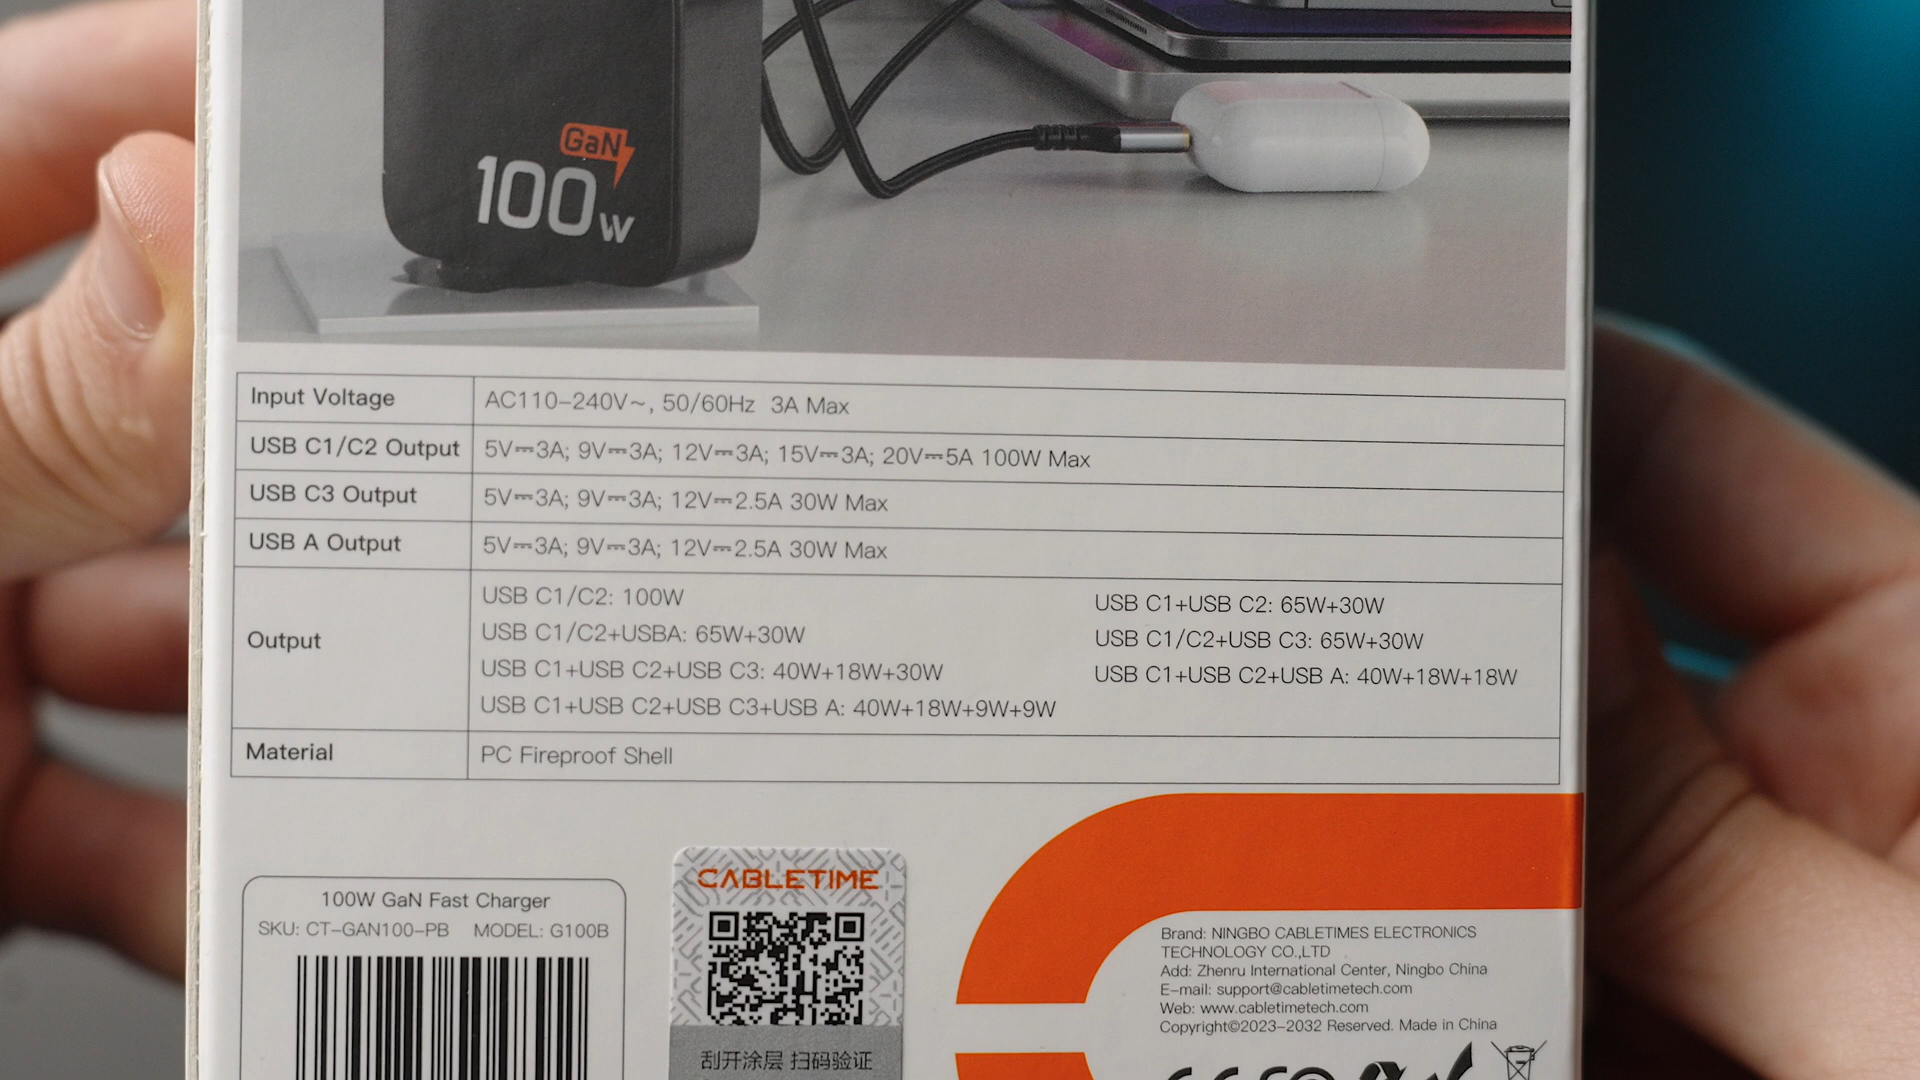 GaN
100W
Input Voltage AC110-240V~, 50/60Hz 3A Max
USB C1/C2 Output 5V⎓3A; 9V⎓3A; 12V⎓3A; 15V⎓3A; 20V⎓5A 100W Max
USB C3 Output 5V⎓3A; 9V⎓3A; 12V⎓2.5A 30W Max
USB A Output 5V⎓3A; 9V⎓3A; 12V⎓2.5A 30W Max
Output
USB C1/C2: 100W USB C1+USB C2: 65W+30W
USB C1/C2+USBA: 65W+30W USB C1/C2+USB C3: 65W+30W
USB C1+USB C2+USB C3: 40W+18W+30W USB C1+USB C2+USB A: 40W+18W+18W
USB C1+USB C2+USB C3+USB A: 40W+18W+9W+9W
Material PC Fireproof Shell
100W GaN Fast Charger
SKU: CT-GAN100-PB MODEL: G100B
CABLETIME
刮开涂层 扫码验证
Brand: NINGBO CABLETIMES ELECTRONICS
TECHNOLOGY CO.,LTD
Add: Zhenru International Center, Ningbo China
E-mail: support@cabletimetech.com
Web: www.cabletimetech.com
Copyright©2023-2032 Reserved. Made in China